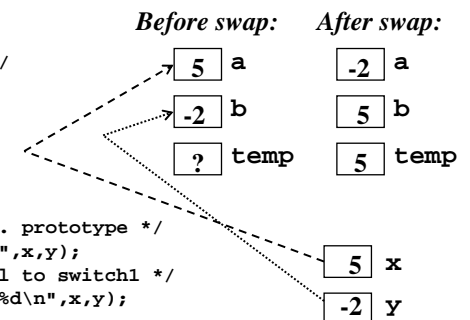 Before swap: After swap:
/
5 a -2 a
-2 b 5 b
? temp 5 temp
. prototype */
",x,y);
5 x
l to switch1 */
%d\n",x,y);
-2 y